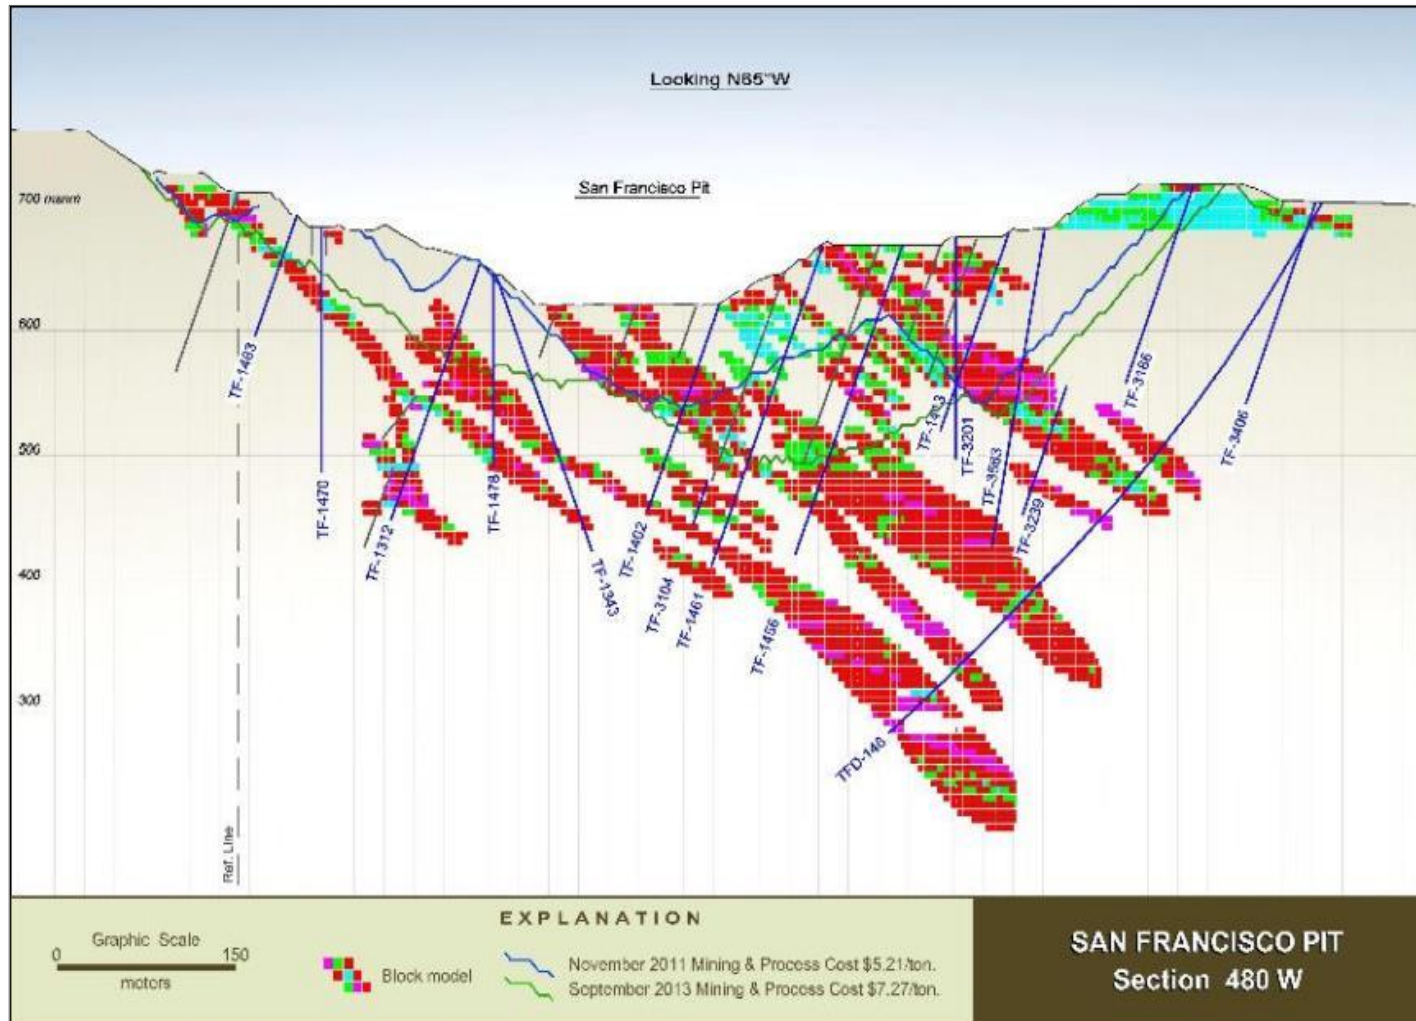 Looking N65°W
San Francisco Pit
700 msnm
600
500
400
300
TF-1483
TF-1470
TF-1312
TF-1478
TF-1343
TF-1402
TF-3104
TF-1461
TF-1456
TFD-146
TF-3201
TF-3563
TF-3239
TF-3166
TF-3406
Ref. Line
EXPLANATION
Graphic Scale
0 150
meters
Block model
November 2011 Mining & Process Cost $5.21/ton.
September 2013 Mining & Process Cost $7.27/ton.
SAN FRANCISCO PIT
Section 480 W